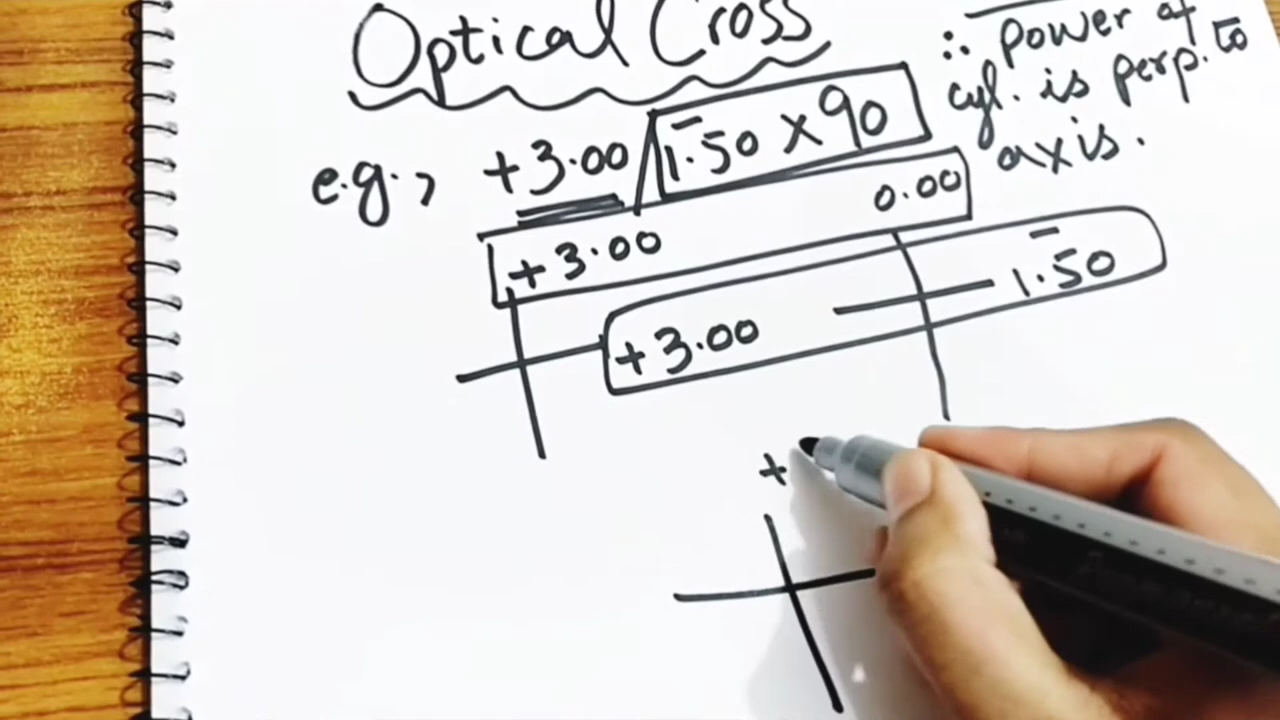 Optical Cross
∴ power of
cyl. is perp. to
axis.
e.g., +3.00 / -1.50 x 90
+3.00 0.00
+3.00 -1.50
+